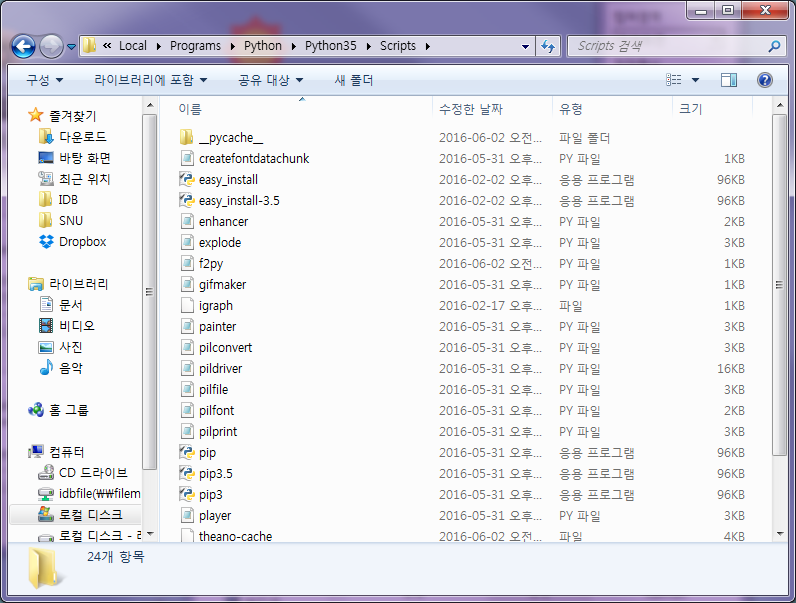 « Local ▸ Programs ▸ Python ▸ Python35 ▸ Scripts ▸ Scripts 검색
구성 라이브러리에 포함 공유 대상 새 폴더
이름 수정한 날짜 유형 크기
즐겨찾기
다운로드
바탕 화면
최근 위치
IDB
SNU
Dropbox
라이브러리
문서
비디오
사진
음악
홈 그룹
컴퓨터
CD 드라이브
idbfile(₩₩filem
로컬 디스크
로컬 디스크 -
__pycache__ 2016-06-02 오전... 파일 폴더
createfontdatachunk 2016-05-31 오후... PY 파일 1KB
easy_install 2016-02-02 오후... 응용 프로그램 96KB
easy_install-3.5 2016-02-02 오후... 응용 프로그램 96KB
enhancer 2016-05-31 오후... PY 파일 2KB
explode 2016-05-31 오후... PY 파일 3KB
f2py 2016-06-02 오전... PY 파일 1KB
gifmaker 2016-05-31 오후... PY 파일 1KB
igraph 2016-02-17 오후... 파일 1KB
painter 2016-05-31 오후... PY 파일 3KB
pilconvert 2016-05-31 오후... PY 파일 3KB
pildriver 2016-05-31 오후... PY 파일 16KB
pilfile 2016-05-31 오후... PY 파일 3KB
pilfont 2016-05-31 오후... PY 파일 2KB
pilprint 2016-05-31 오후... PY 파일 3KB
pip 2016-05-31 오후... 응용 프로그램 96KB
pip3.5 2016-05-31 오후... 응용 프로그램 96KB
pip3 2016-05-31 오후... 응용 프로그램 96KB
player 2016-05-31 오후... PY 파일 3KB
theano-cache 2016-06-02 오전... 파일 4KB
24개 항목